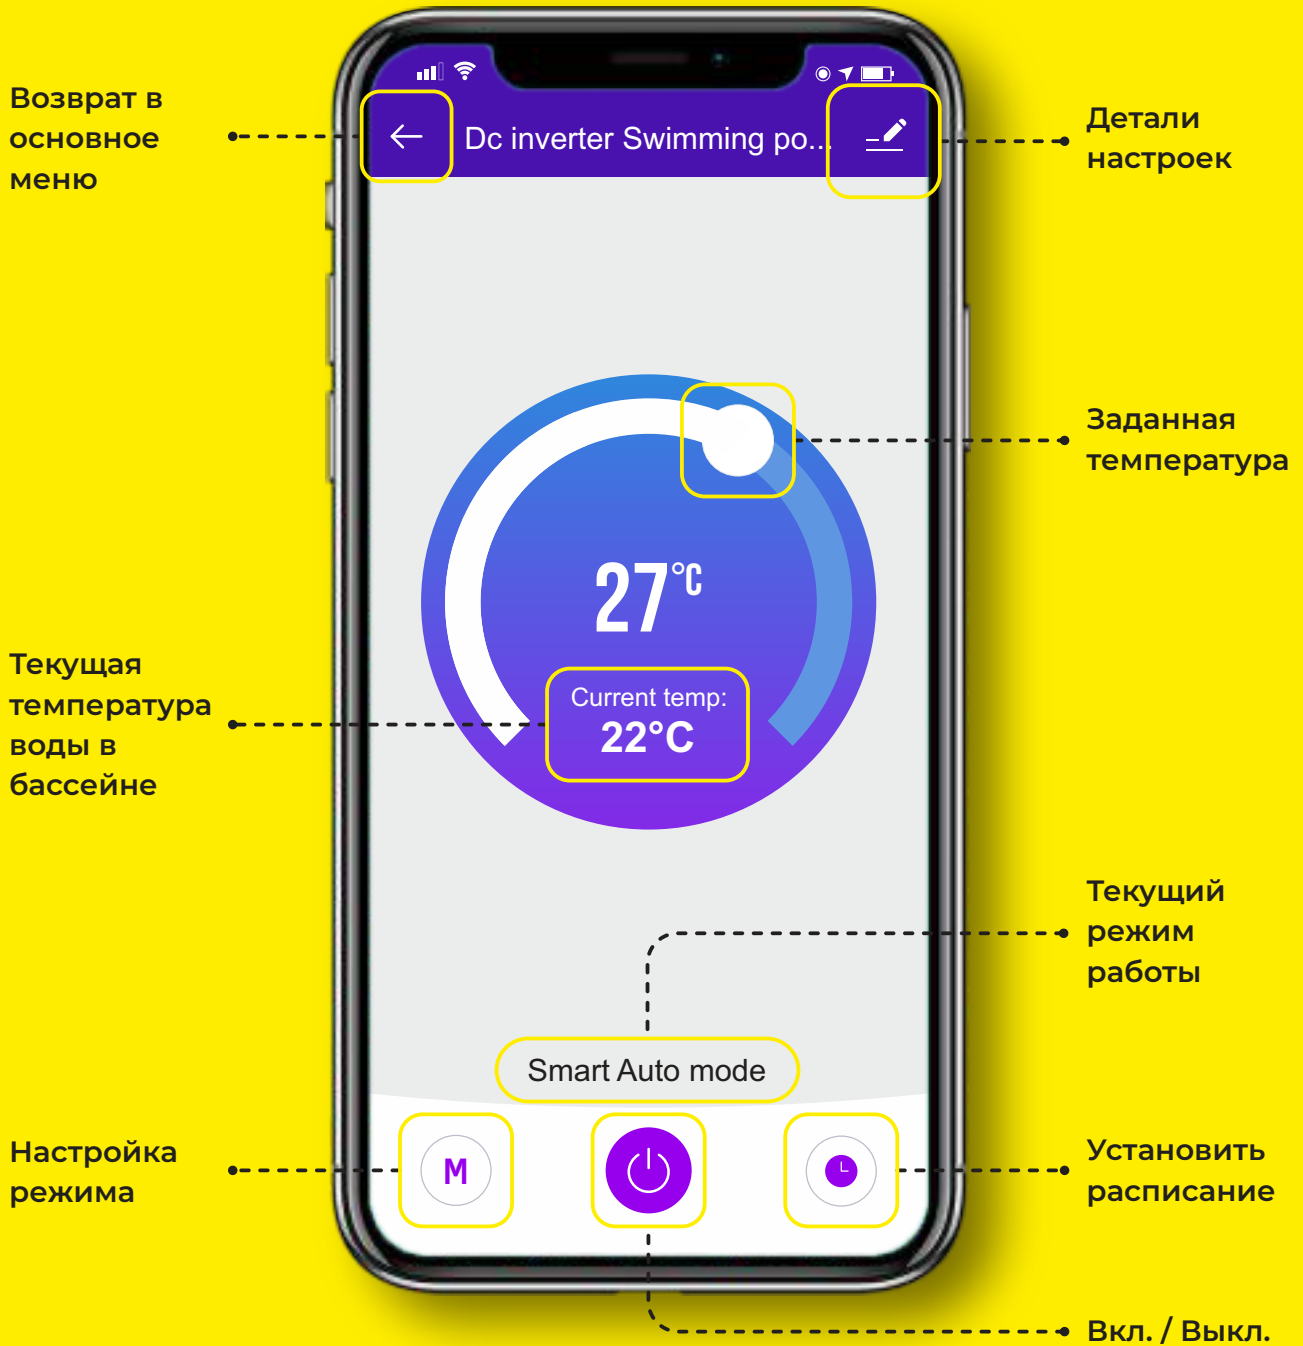 Возврат в
основное
меню
Dc inverter Swimming po...
Детали
настроек
Заданная
температура
27°C
Current temp:
22°C
Текущая
температура
воды в
бассейне
Текущий
режим
работы
Smart Auto mode
Настройка
режима
M
Установить
расписание
Вкл. / Выкл.